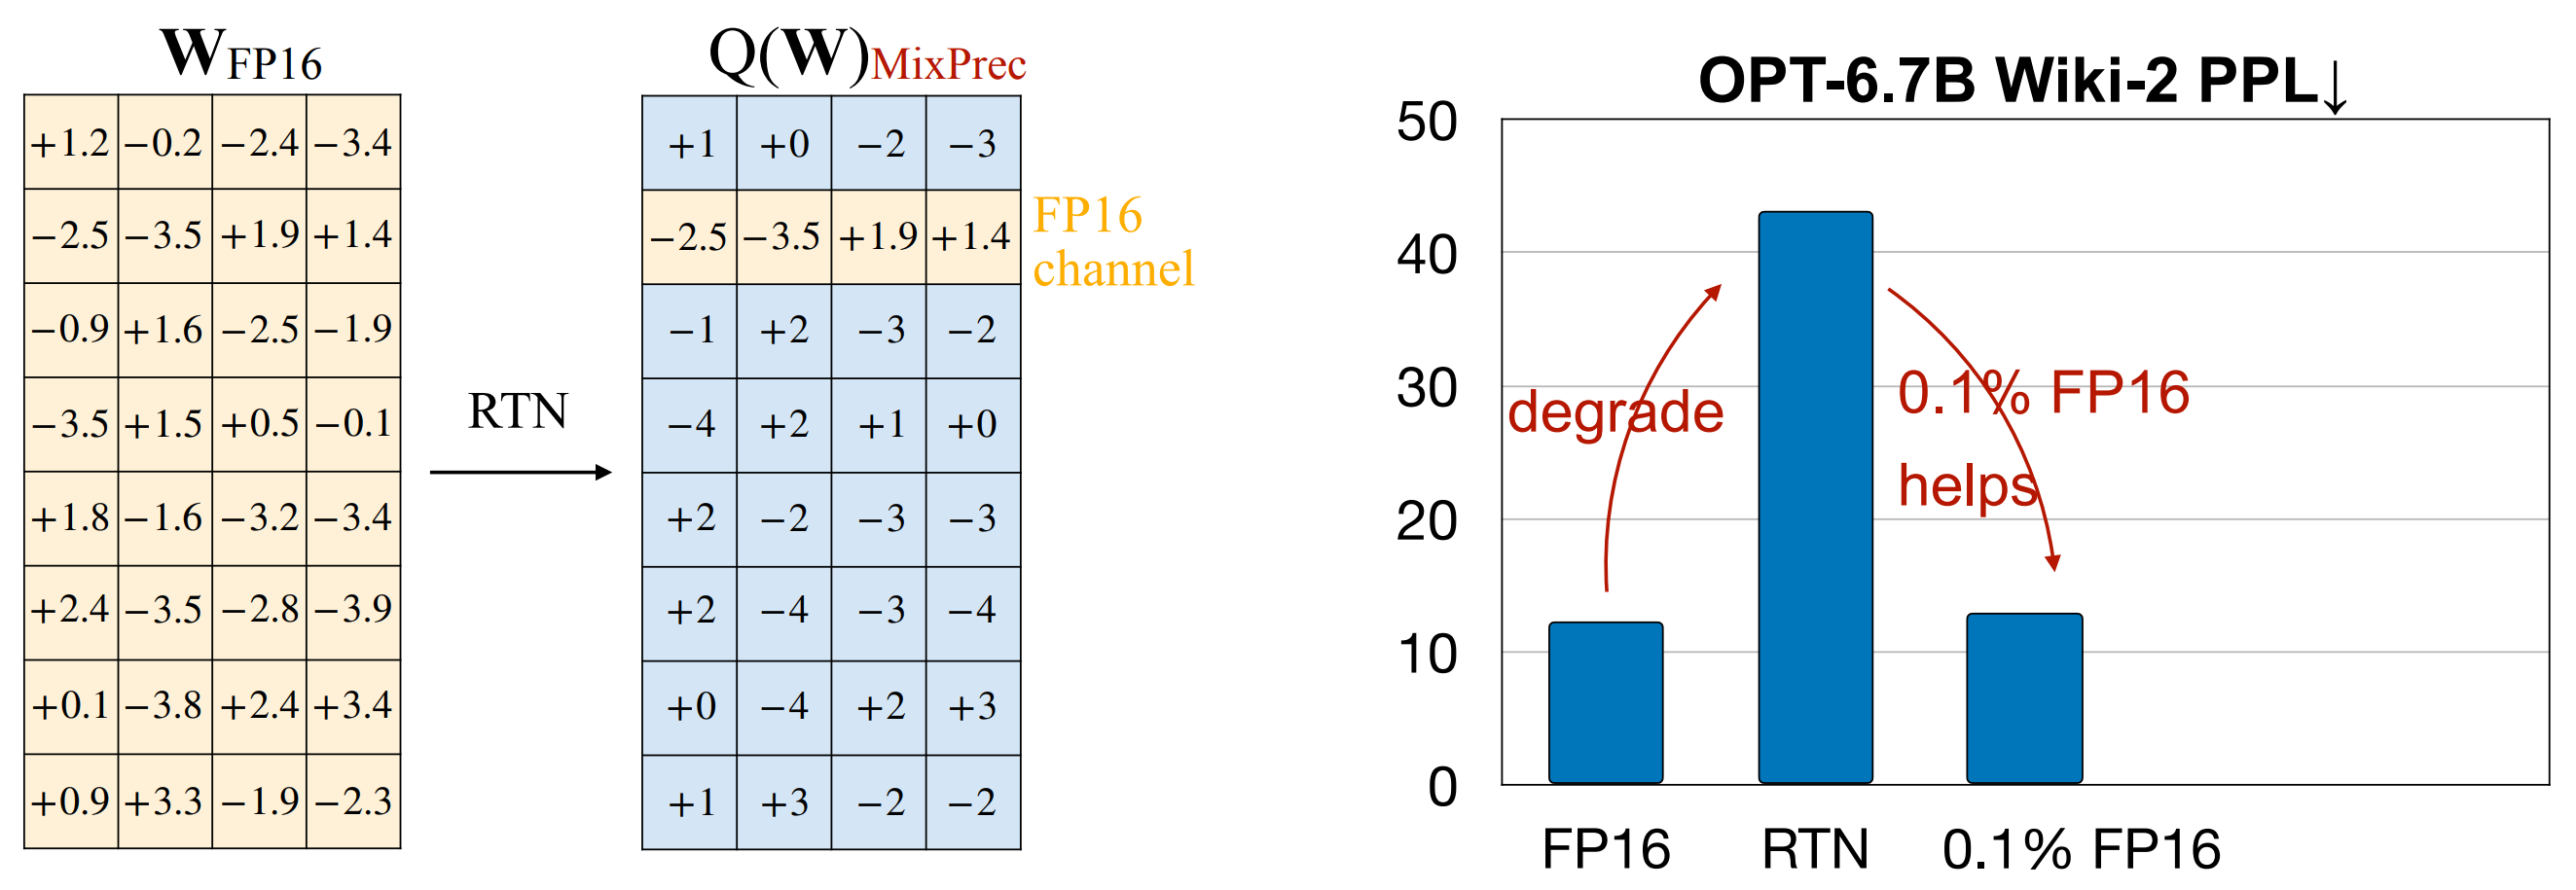 W_FP16
+1.2 −0.2 −2.4 −3.4
−2.5 −3.5 +1.9 +1.4
−0.9 +1.6 −2.5 −1.9
−3.5 +1.5 +0.5 −0.1
+1.8 −1.6 −3.2 −3.4
+2.4 −3.5 −2.8 −3.9
+0.1 −3.8 +2.4 +3.4
+0.9 +3.3 −1.9 −2.3
RTN
Q(W)_MixPrec
+1 +0 −2 −3
−2.5 −3.5 +1.9 +1.4
−1 +2 −3 −2
−4 +2 +1 +0
+2 −2 −3 −3
+2 −4 −3 −4
+0 −4 +2 +3
+1 +3 −2 −2
FP16
channel
OPT-6.7B Wiki-2 PPL↓
50
40
30
20
10
0
degrade
0.1% FP16
helps
FP16 RTN 0.1% FP16